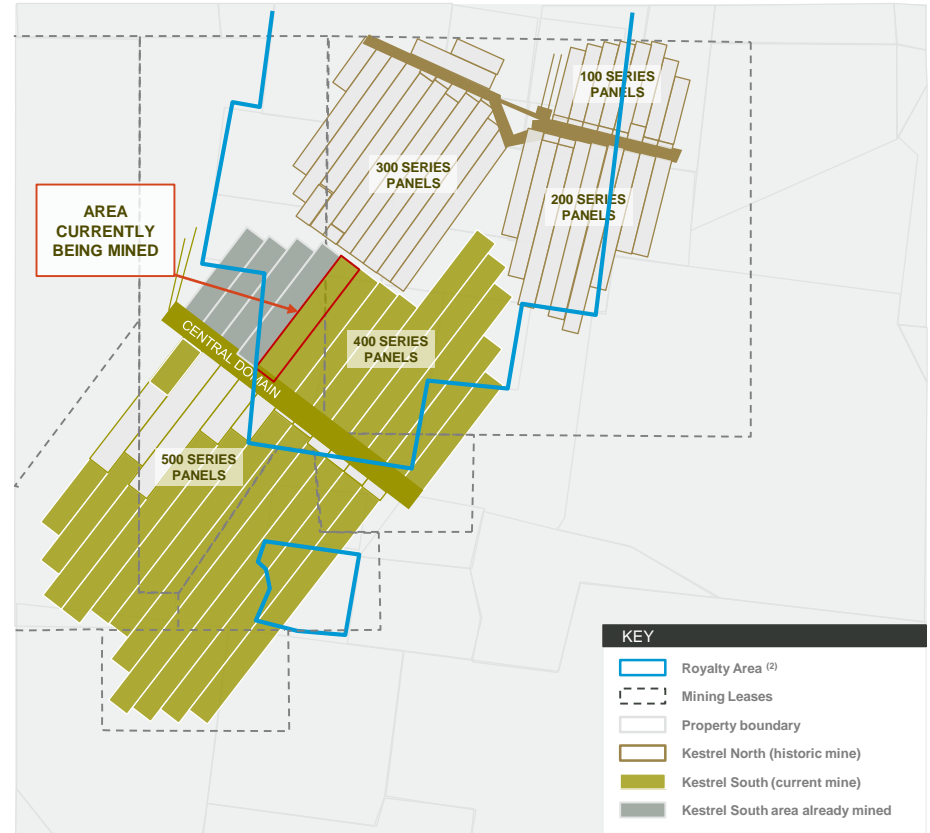 100 SERIES
PANELS
300 SERIES
PANELS
200 SERIES
PANELS
AREA
CURRENTLY
BEING MINED
CENTRAL DOMAIN
400 SERIES
PANELS
500 SERIES
PANELS
KEY
Royalty Area (2)
Mining Leases
Property boundary
Kestrel North (historic mine)
Kestrel South (current mine)
Kestrel South area already mined